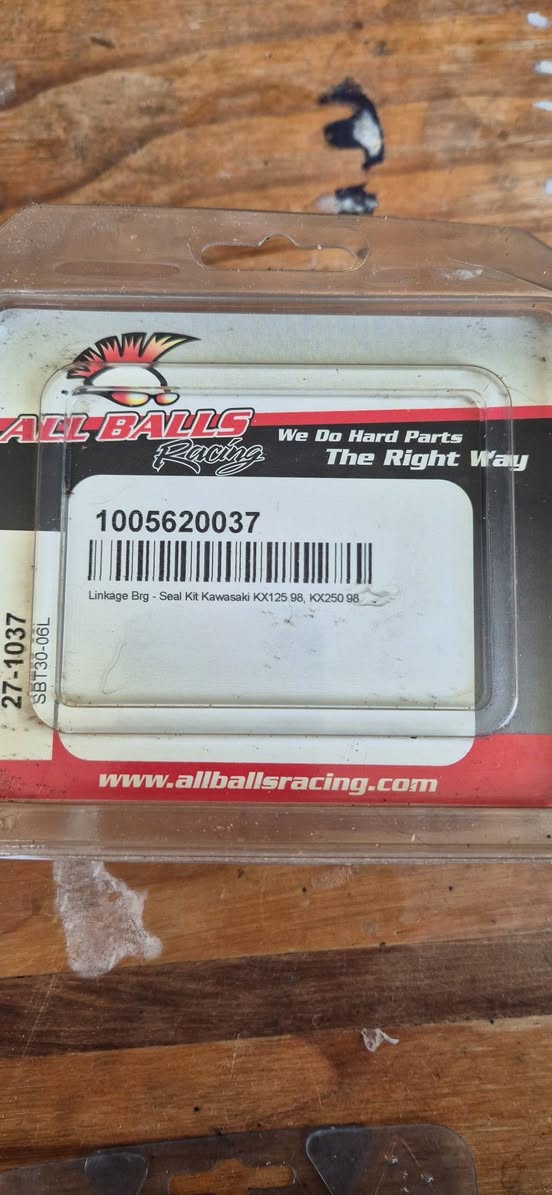 ALL BALLS
Racing
We Do Hard Parts
The Right Way
1005620037
Linkage Brg - Seal Kit Kawasaki KX125 98, KX250 98
27-1037
SBT30-06L
www.allballsracing.com